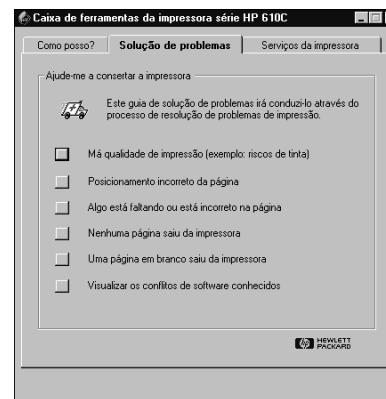 Caixa de ferramentas da impressora série HP 610C
Como posso? Solução de problemas Serviços da impressora
Ajude-me a consertar a impressora
Este guia de solução de problemas irá conduzi-lo através do
processo de resolução de problemas de impressão.
Má qualidade de impressão (exemplo: riscos de tinta)
Posicionamento incorreto da página
Algo está faltando ou está incorreto na página
Nenhuma página saiu da impressora
Uma página em branco saiu da impressora
Visualizar os conflitos de software conhecidos
hp HEWLETT
PACKARD